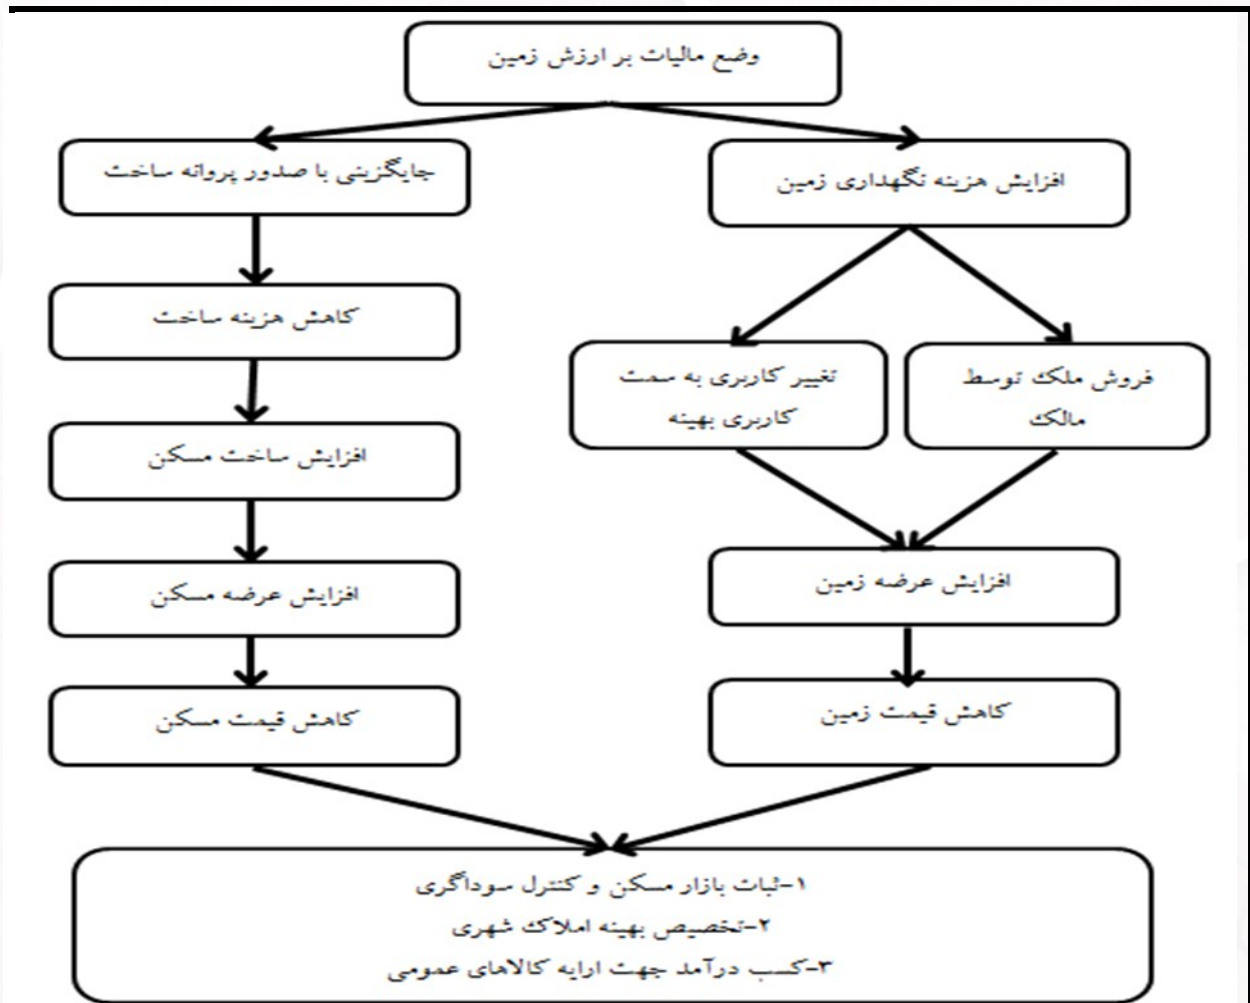 وضع مالیات بر ارزش زمین
افزایش هزینه نگهداری زمین
جایگزینی با صدور پروانه ساخت
کاهش هزینه ساخت
فروش ملک توسط
مالک
تغییر کاربری به سمت
کاربری بهینه
افزایش ساخت مسکن
افزایش عرضه زمین
افزایش عرضه مسکن
کاهش قیمت زمین
کاهش قیمت مسکن
۱-ثبات بازار مسکن و کنترل سوداگری
۲-تخصیص بهینه املاک شهری
۳-کسب درآمد جهت ارایه کالاهای عمومی